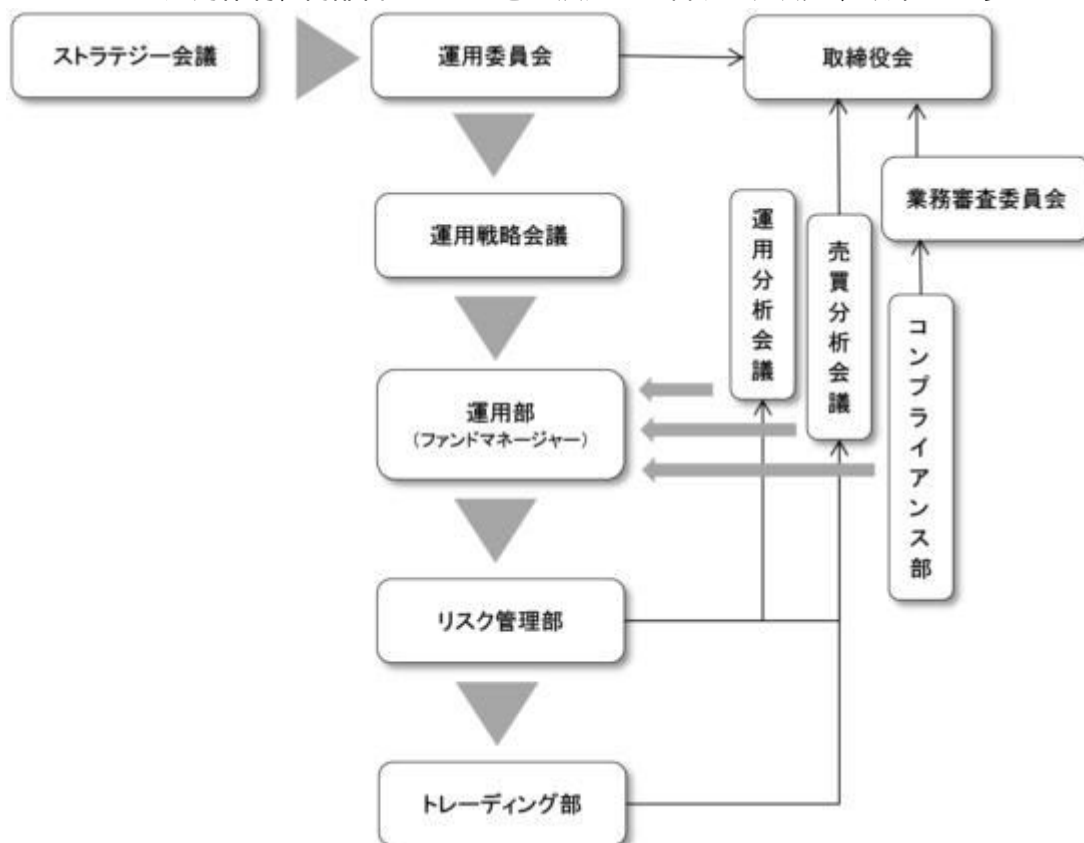 ストラテジー会議
運用委員会
取締役会
業務審査委員会
運用戦略会議
運用分析会議
売買分析会議
コンプライアンス部
運用部
(ファンドマネージャー)
リスク管理部
トレーディング部